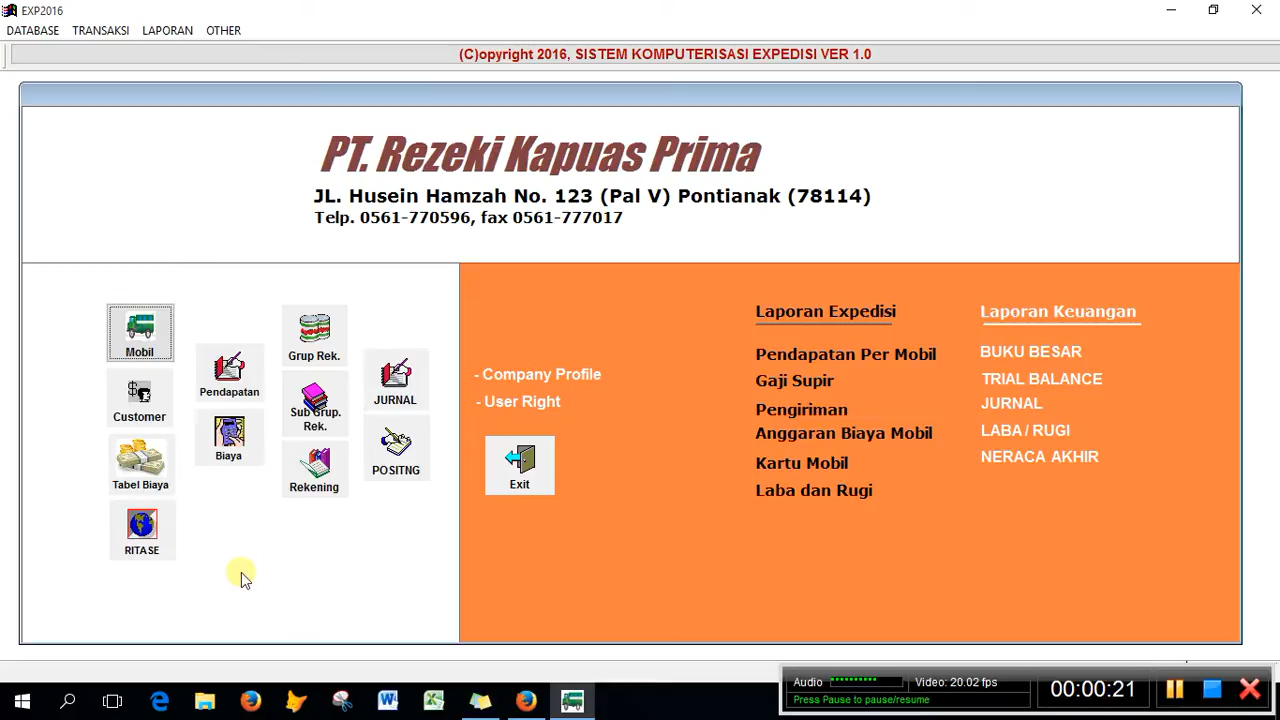 EXP2016
DATABASE TRANSAKSI LAPORAN OTHER
(C)opyright 2016, SISTEM KOMPUTERISASI EXPEDISI VER 1.0
PT. Rezeki Kapuas Prima
JL. Husein Hamzah No. 123 (Pal V) Pontianak (78114)
Telp. 0561-770596, fax 0561-777017
Mobil
Customer
Tabel Biaya
RITASE
Pendapatan
Biaya
Grup Rek.
Sub Grup.
Rek.
Rekening
JURNAL
POSITNG
- Company Profile
- User Right
Exit
Laporan Expedisi
Pendapatan Per Mobil
Gaji Supir
Pengiriman
Anggaran Biaya Mobil
Kartu Mobil
Laba dan Rugi
Laporan Keuangan
BUKU BESAR
TRIAL BALANCE
JURNAL
LABA / RUGI
NERACA AKHIR
Audio
Video: 20.02 fps
Press Pause to pause/resume
00:00:21